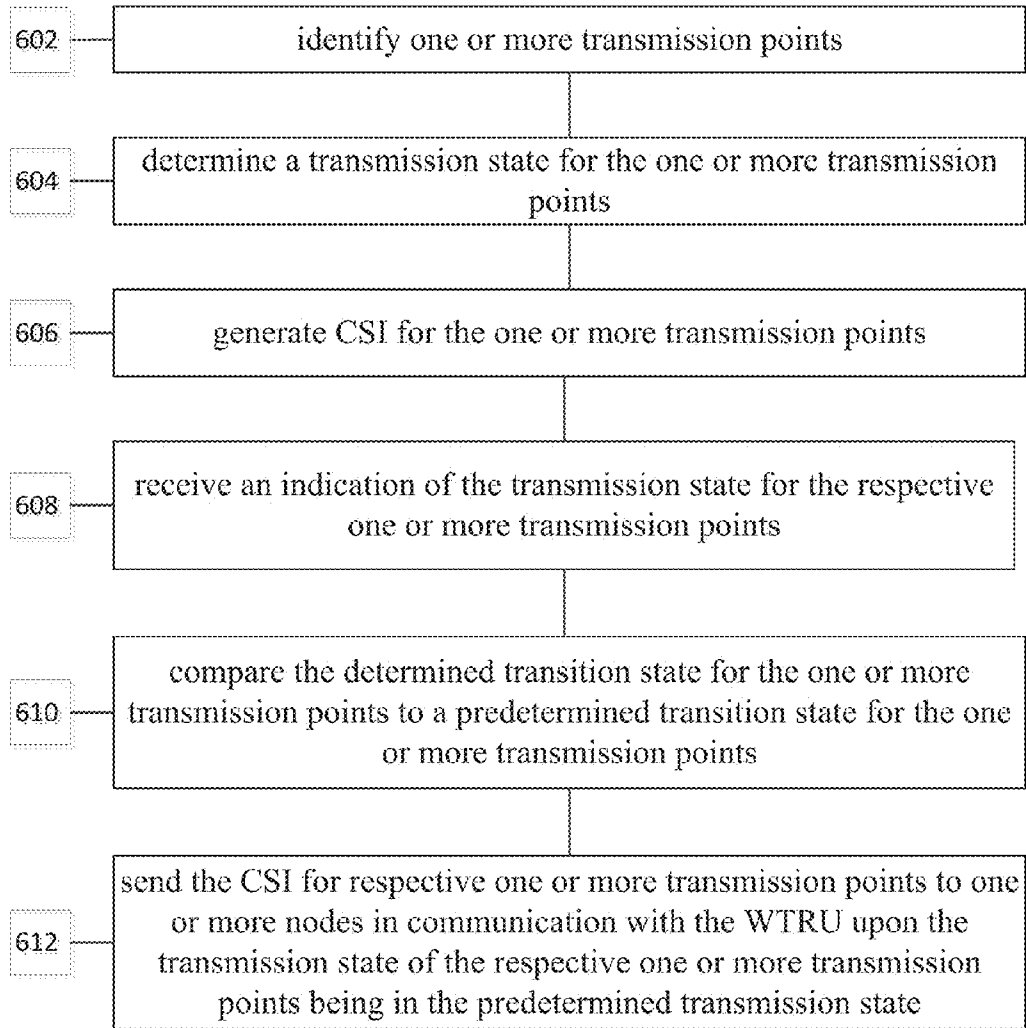 602
identify one or more transmission points
604
determine a transmission state for the one or more transmission
points
606
generate CSI for the one or more transmission points
608
receive an indication of the transmission state for the respective
one or more transmission points
610
compare the determined transition state for the one or more
transmission points to a predetermined transition state for the one
or more transmission points
612
send the CSI for respective one or more transmission points to one
or more nodes in communication with the WTRU upon the
transmission state of the respective one or more transmission
points being in the predetermined transmission state